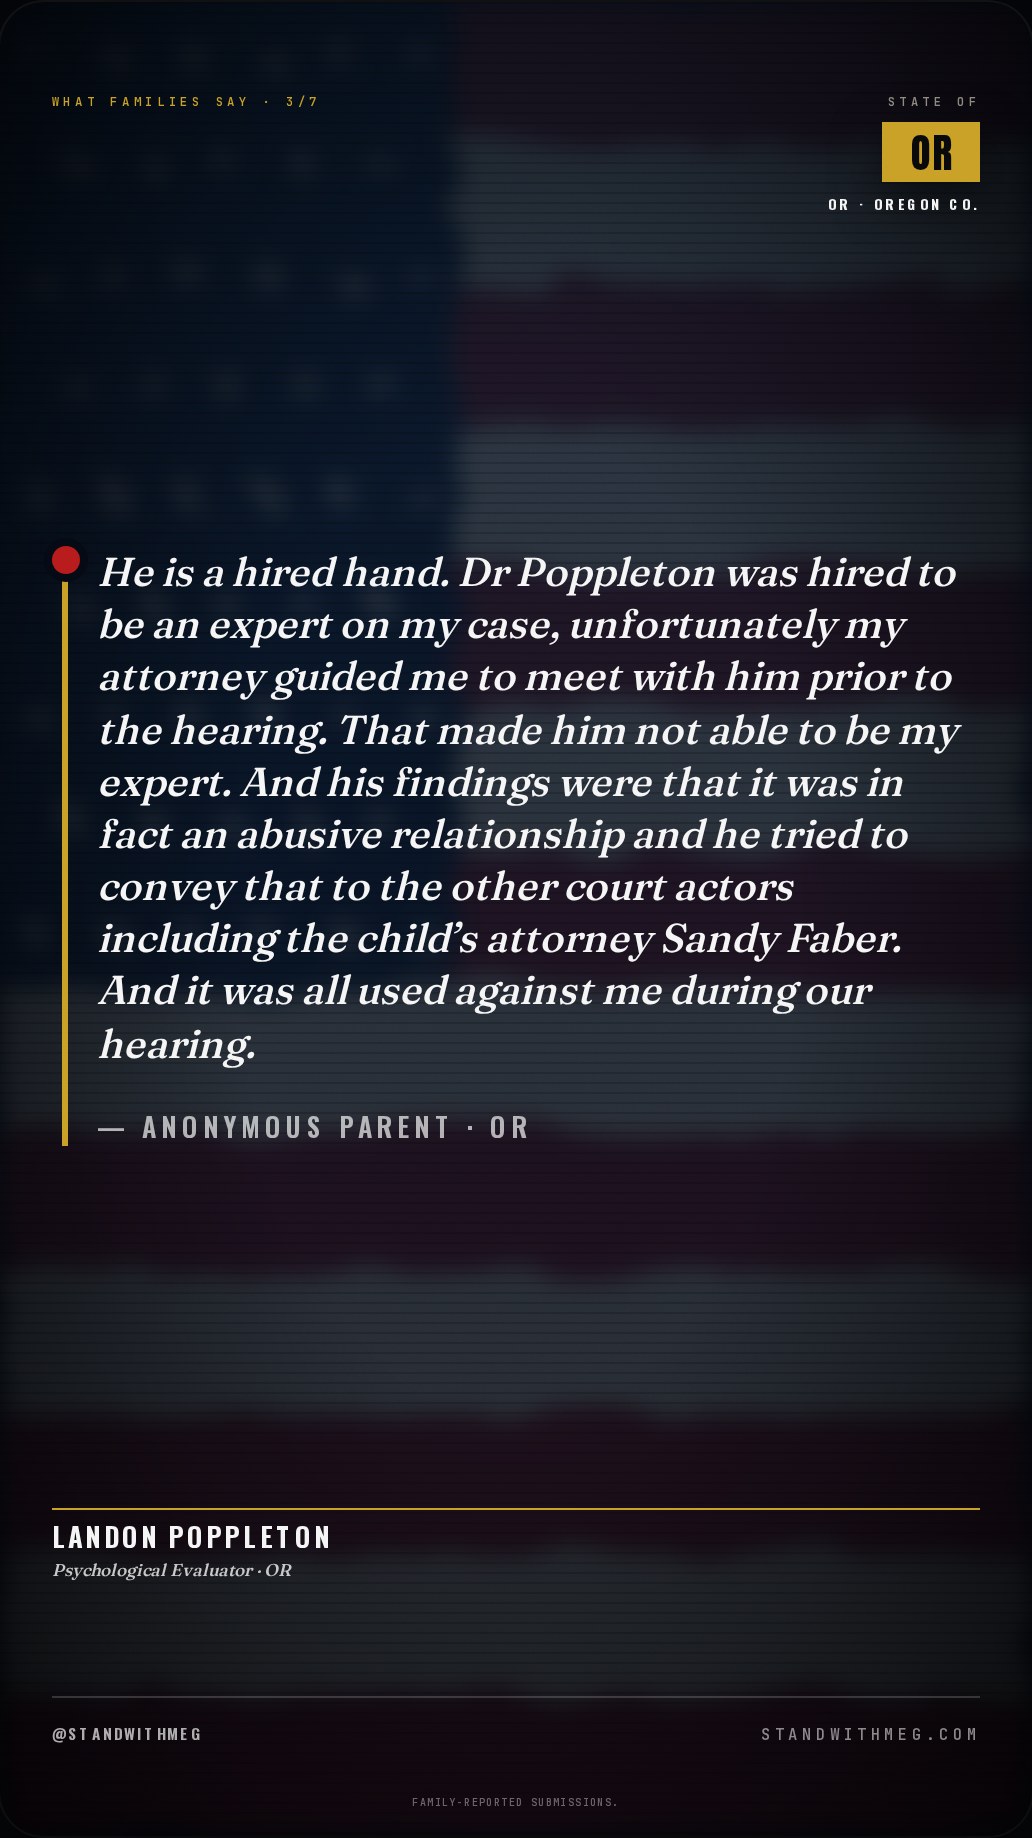 WHAT FAMILIES SAY · 3/7
STATE OF
OR
OR · OREGON CO.
He is a hired hand. Dr Poppleton was hired to
be an expert on my case, unfortunately my
attorney guided me to meet with him prior to
the hearing. That made him not able to be my
expert. And his findings were that it was in
fact an abusive relationship and he tried to
convey that to the other court actors
including the child’s attorney Sandy Faber.
And it was all used against me during our
hearing.
— ANONYMOUS PARENT · OR
LANDON POPPLETON
Psychological Evaluator · OR
@STANDWITHMEG
STANDWITHMEG.COM
FAMILY-REPORTED SUBMISSIONS.